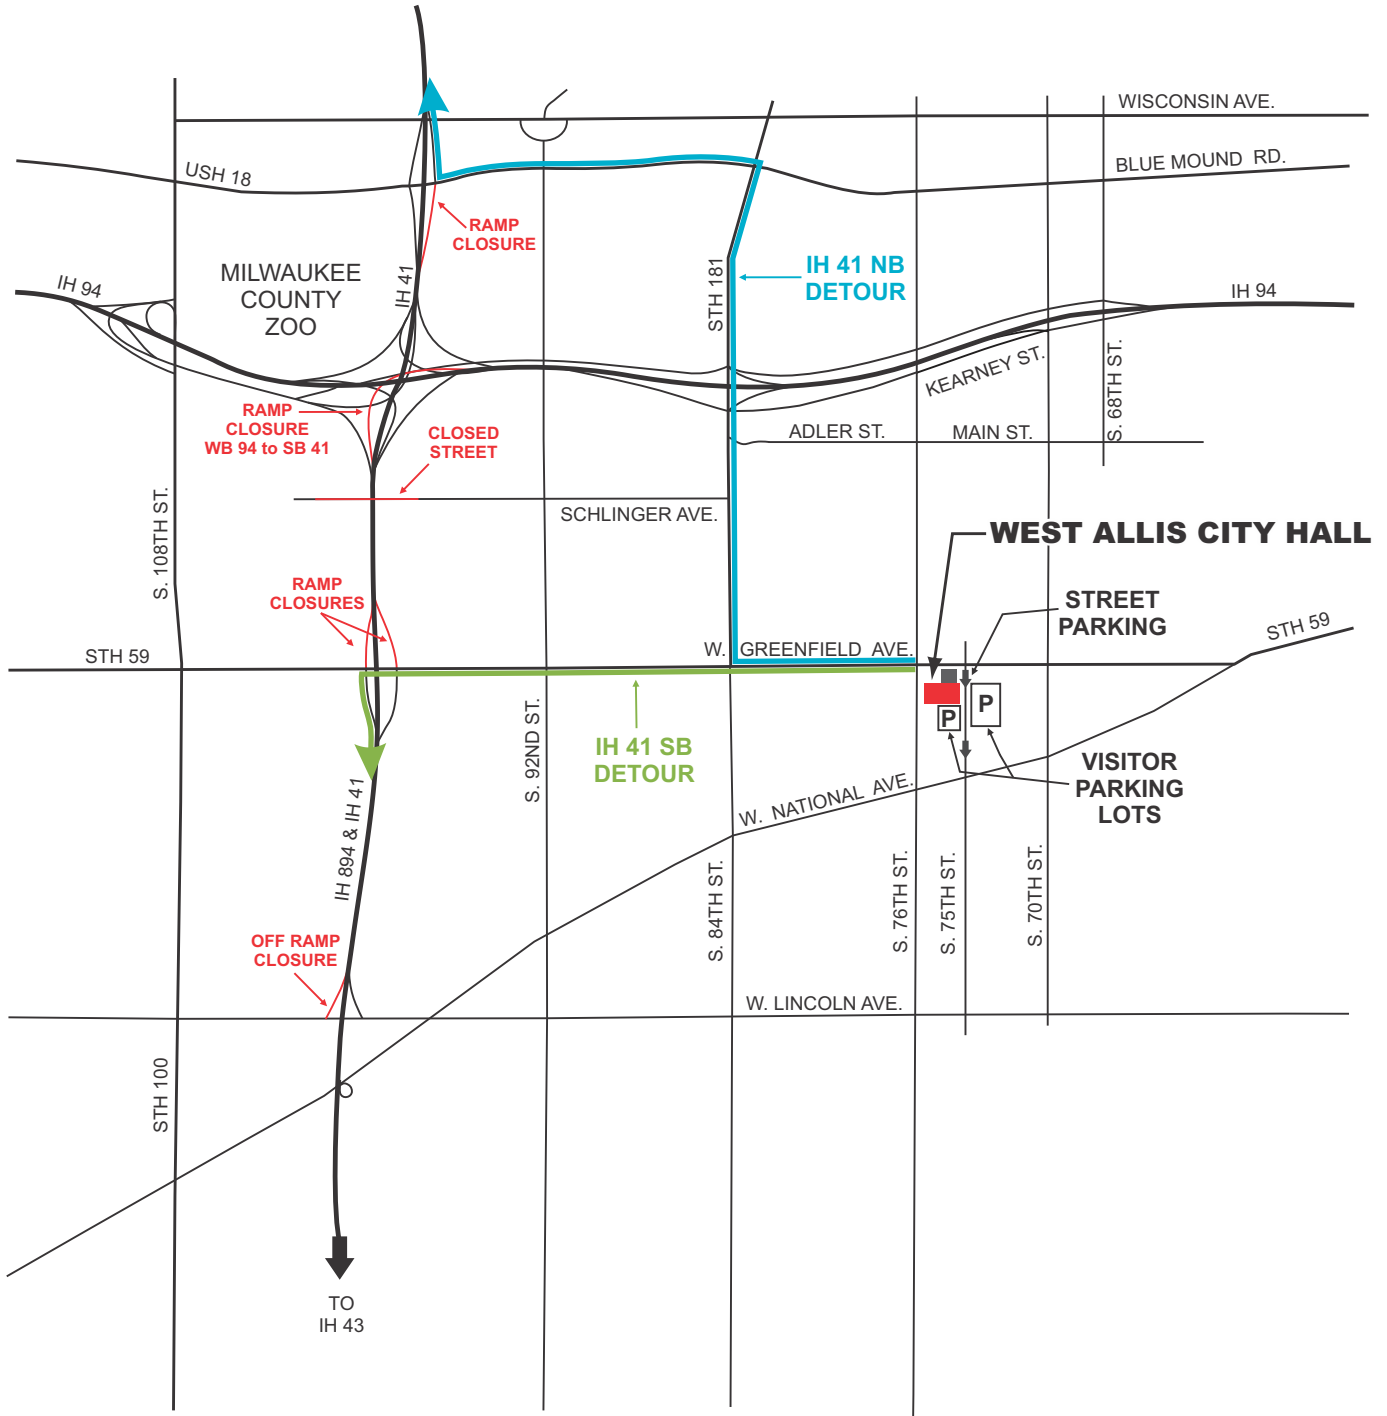 WISCONSIN AVE.
BLUE MOUND RD.
USH 18
RAMP
CLOSURE
MILWAUKEE
COUNTY
ZOO
IH 41
IH 94
STH 181
IH 41 NB
DETOUR
IH 94
KEARNEY ST.
S. 68TH ST.
RAMP
CLOSURE
WB 94 to SB 41
CLOSED
STREET
ADLER ST.
MAIN ST.
S. 108TH ST.
SCHLINGER AVE.
WEST ALLIS CITY HALL
RAMP
CLOSURES
STREET
PARKING
STH 59
STH 59
W. GREENFIELD AVE.
P
P
S. 92ND ST.
IH 41 SB
DETOUR
VISITOR
PARKING
LOTS
W. NATIONAL AVE.
IH 894 & IH 41
S. 84TH ST.
S. 76TH ST.
S. 75TH ST.
S. 70TH ST.
OFF RAMP
CLOSURE
W. LINCOLN AVE.
STH 100
TO
IH 43